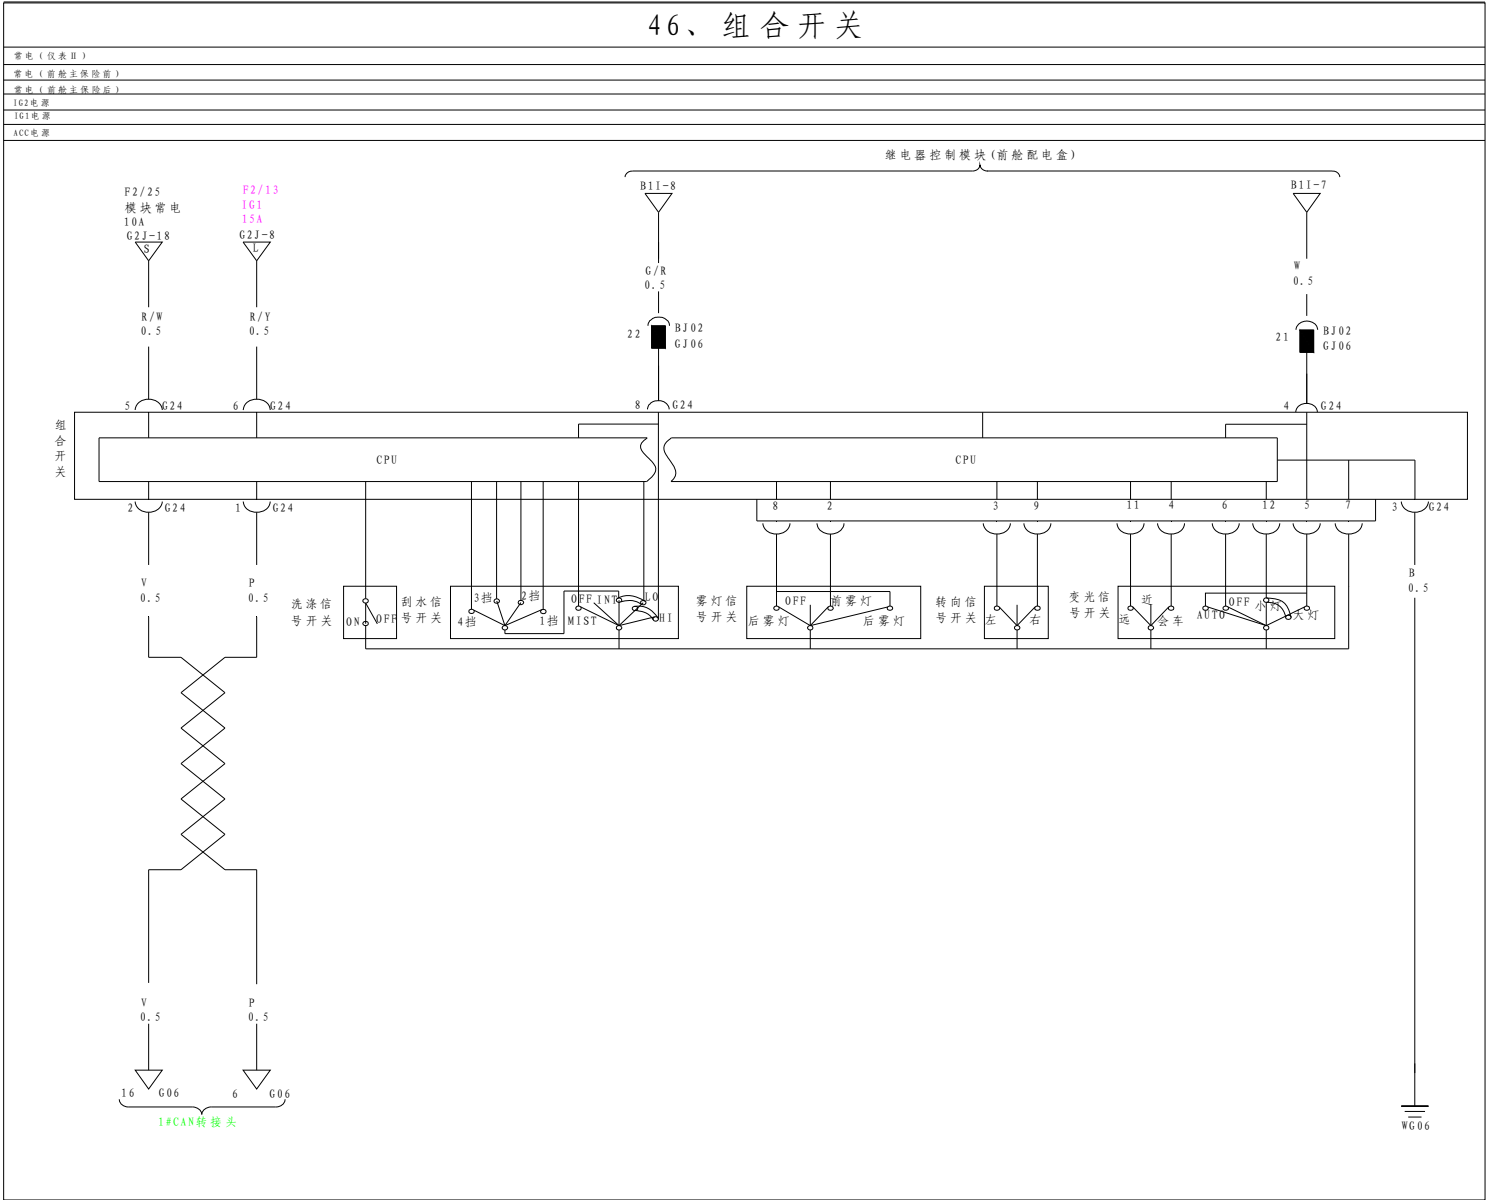 46、组合开关
常电(仪表Ⅱ)
常电(前舱主保险前)
常电(前舱主保险后)
IG2电源
IG1电源
ACC电源
继电器控制模块(前舱配电盒)
F2/25
模块常电
10A
G2J-18
S
F2/13
IG1
15A
G2J-8
L
B1I-8
B1I-7
G/R
0.5
W
0.5
R/W
0.5
R/Y
0.5
22
BJ02
GJ06
21
BJ02
GJ06
5 G24
6 G24
8 G24
4 G24
组合开关
CPU
CPU
2 G24
1 G24
8 2 3 9 11 4 6 12 5 7
3 G24
V
0.5
P
0.5
B
0.5
洗涤信号开关
ON OFF
刮水信号开关
3挡 2挡
4挡 1挡
OFF INT LO
MIST HI
雾灯信号开关
OFF 前雾灯
后雾灯 后雾灯
转向信号开关
左 右
变光信号开关
近
远 会车
OFF 小灯
AUTO 大灯
V
0.5
P
0.5
16 G06
6 G06
1#CAN转接头
WG06